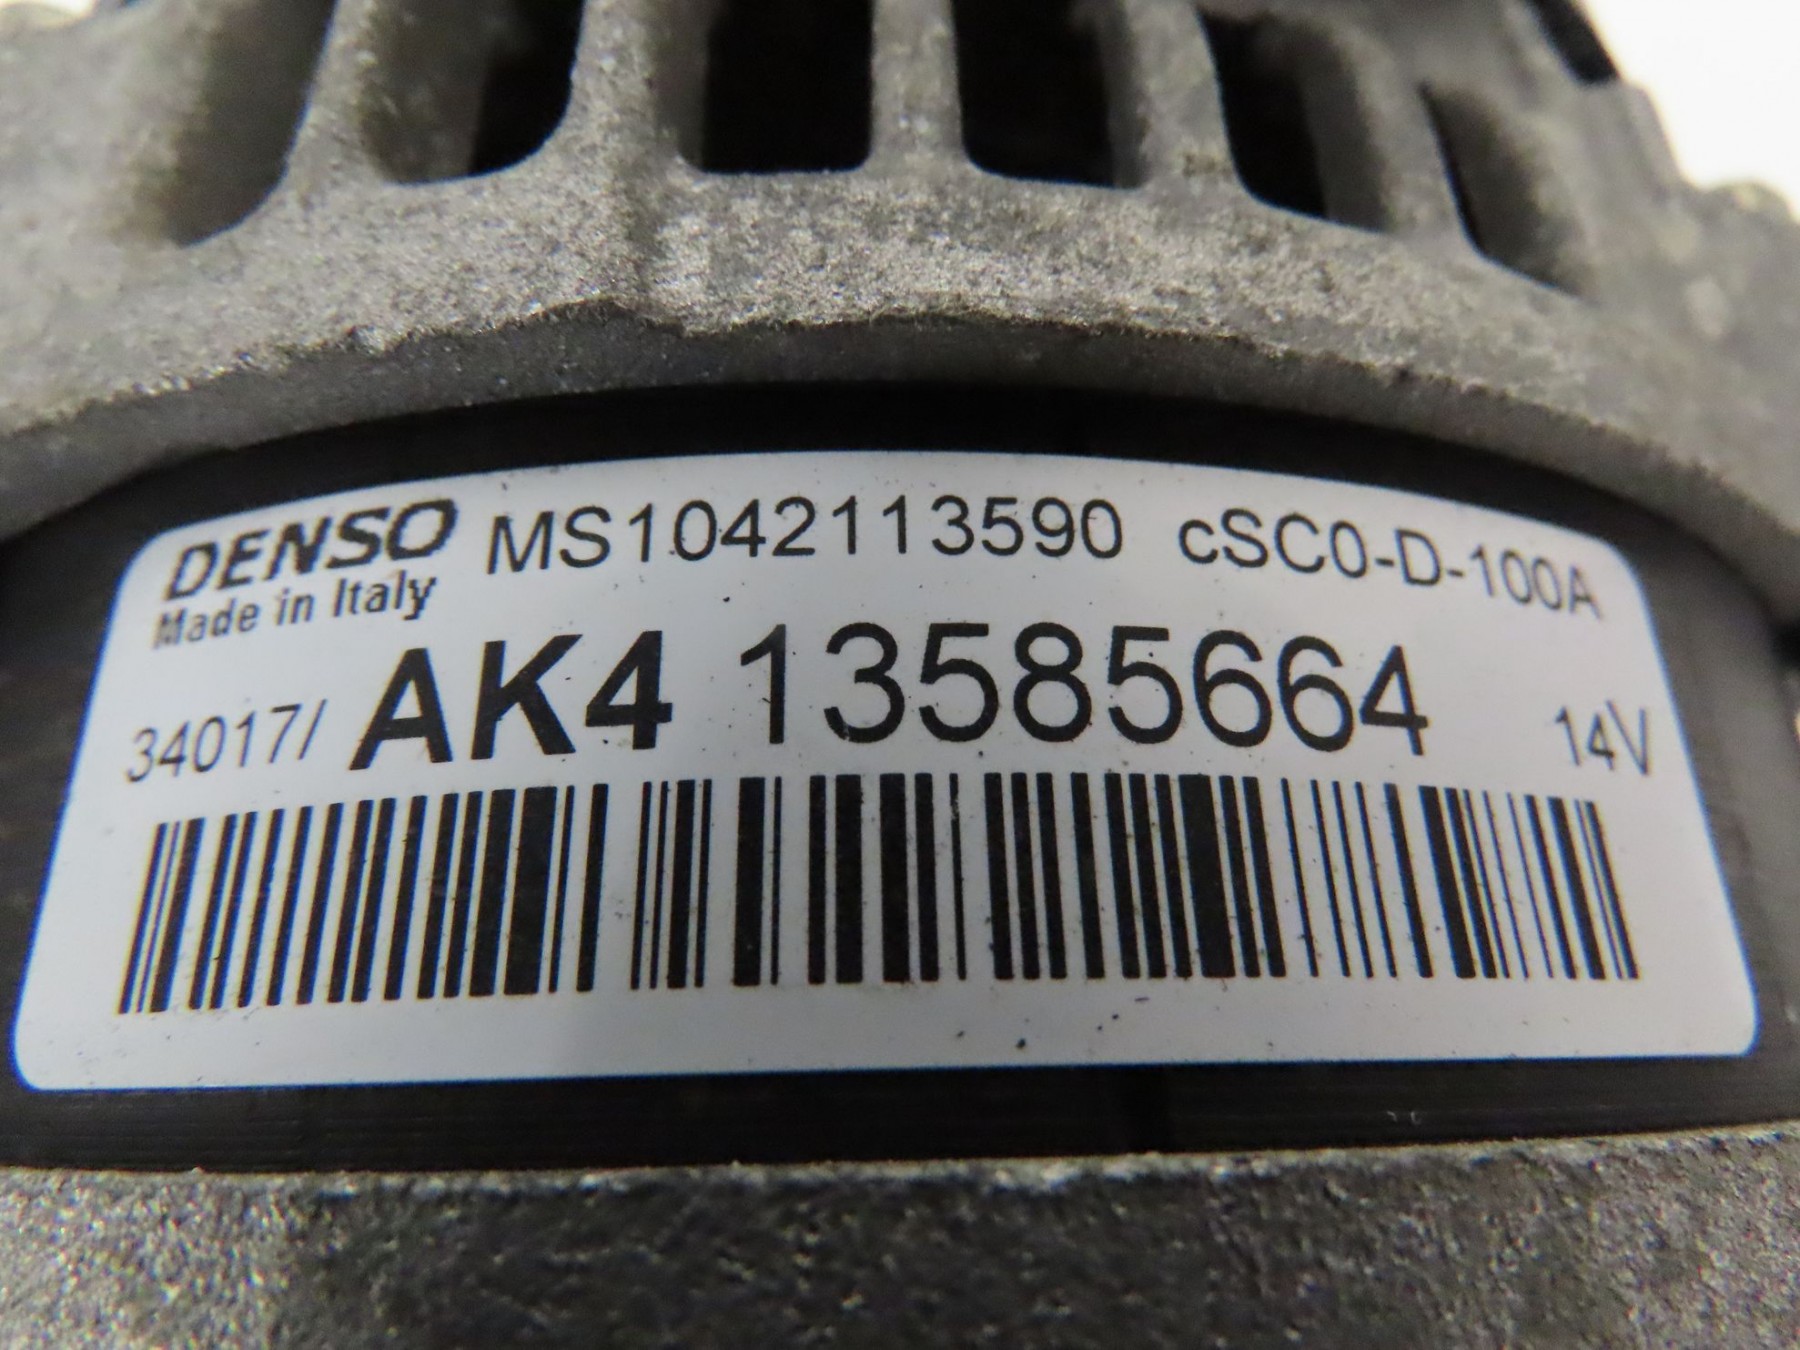 DENSO MS1042113590 cSC0-D-100A
Made in Italy
34017/ AK4 13585664 14V